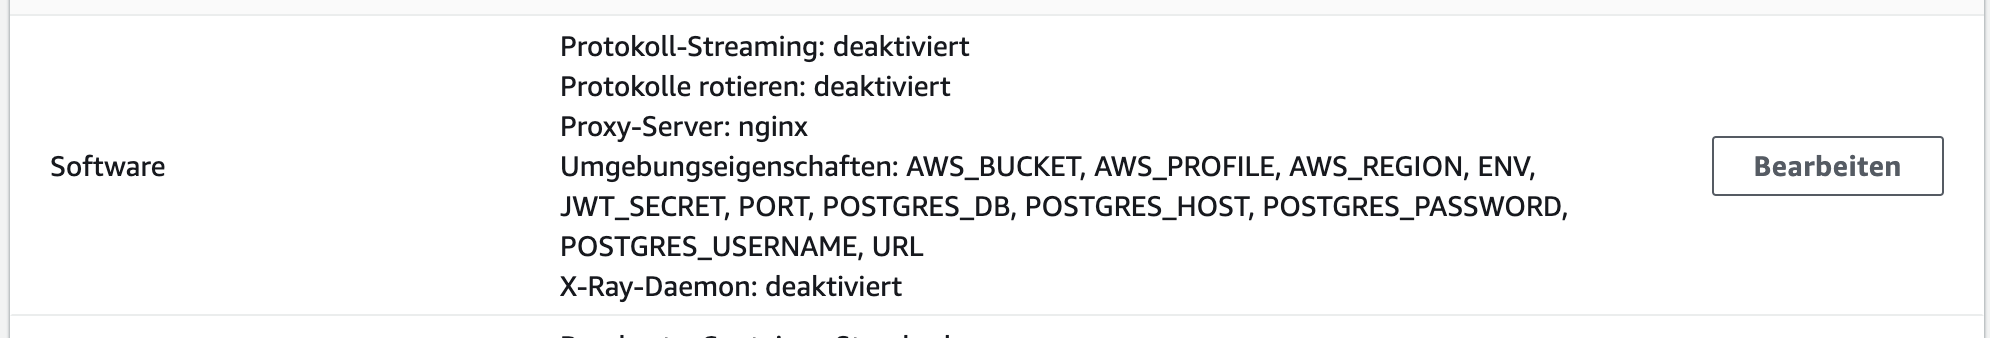 Protokoll-Streaming: deaktiviert
Protokolle rotieren: deaktiviert
Proxy-Server: nginx
Software
Umgebungseigenschaften: AWS_BUCKET, AWS_PROFILE, AWS_REGION, ENV,
JWT_SECRET, PORT, POSTGRES_DB, POSTGRES_HOST, POSTGRES_PASSWORD,
POSTGRES_USERNAME, URL
X-Ray-Daemon: deaktiviert
Bearbeiten